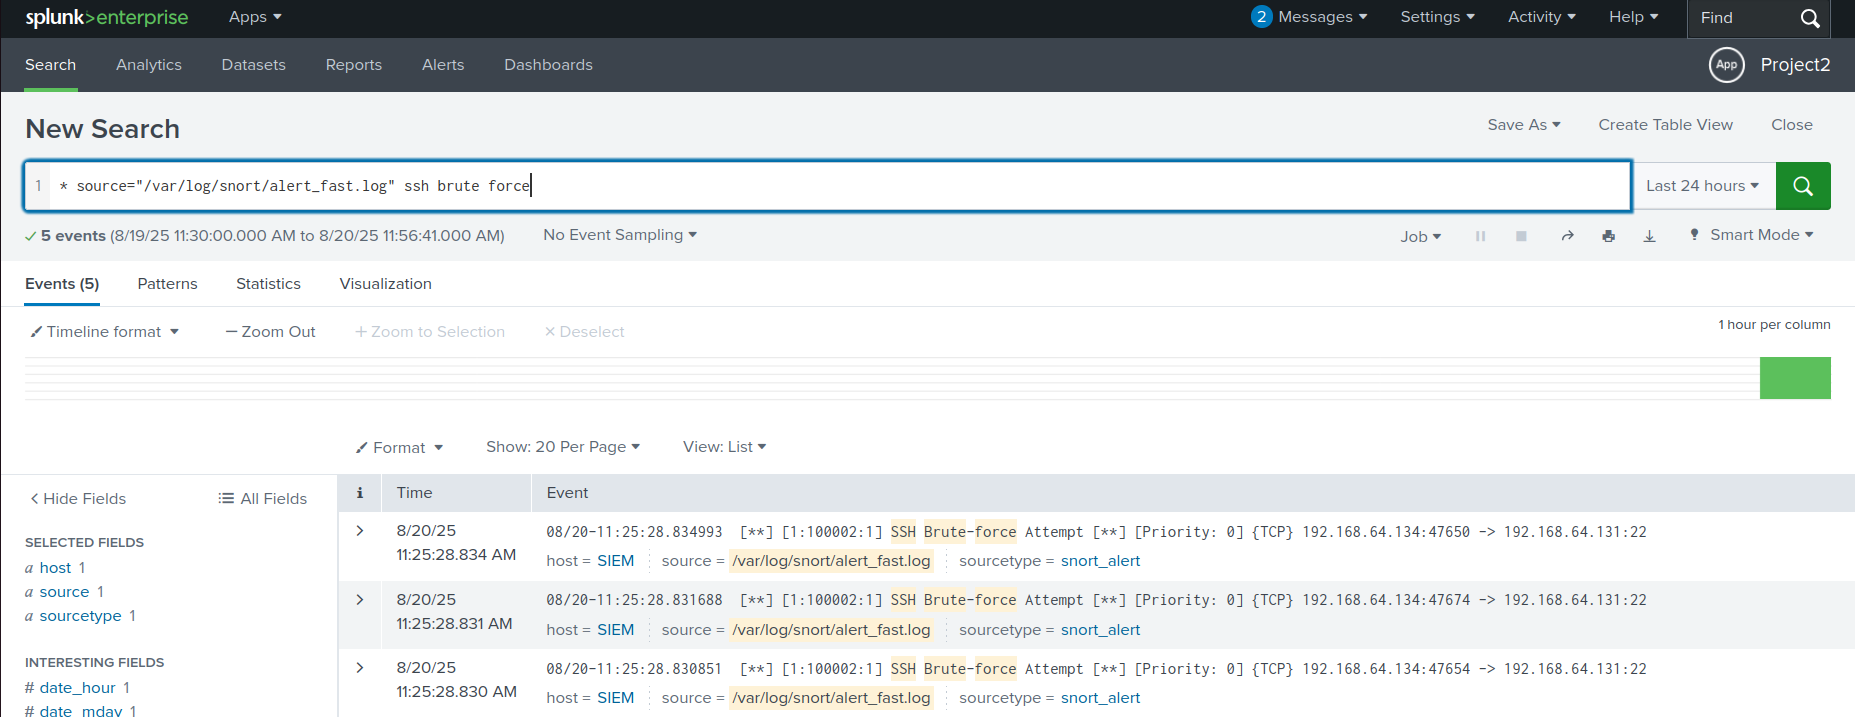 splunk>enterprise Apps 2 Messages Settings Activity Help Find
Search Analytics Datasets Reports Alerts Dashboards App Project2
New Search Save As Create Table View Close
1 * source="/var/log/snort/alert_fast.log" ssh brute force Last 24 hours
5 events (8/19/25 11:30:00.000 AM to 8/20/25 11:56:41.000 AM) No Event Sampling Job Smart Mode
Events (5) Patterns Statistics Visualization
Timeline format — Zoom Out + Zoom to Selection × Deselect 1 hour per column
Format Show: 20 Per Page View: List
< Hide Fields All Fields i Time Event
SELECTED FIELDS
a host 1
a source 1
a sourcetype 1
INTERESTING FIELDS
# date_hour 1
# date_mday 1
> 8/20/25 08/20-11:25:28.834993 [**] [1:100002:1] SSH Brute-force Attempt [**] [Priority: 0] {TCP} 192.168.64.134:47650 -> 192.168.64.131:22
11:25:28.834 AM host = SIEM source = /var/log/snort/alert_fast.log sourcetype = snort_alert
> 8/20/25 08/20-11:25:28.831688 [**] [1:100002:1] SSH Brute-force Attempt [**] [Priority: 0] {TCP} 192.168.64.134:47674 -> 192.168.64.131:22
11:25:28.831 AM host = SIEM source = /var/log/snort/alert_fast.log sourcetype = snort_alert
> 8/20/25 08/20-11:25:28.830851 [**] [1:100002:1] SSH Brute-force Attempt [**] [Priority: 0] {TCP} 192.168.64.134:47654 -> 192.168.64.131:22
11:25:28.830 AM host = SIEM source = /var/log/snort/alert_fast.log sourcetype = snort_alert